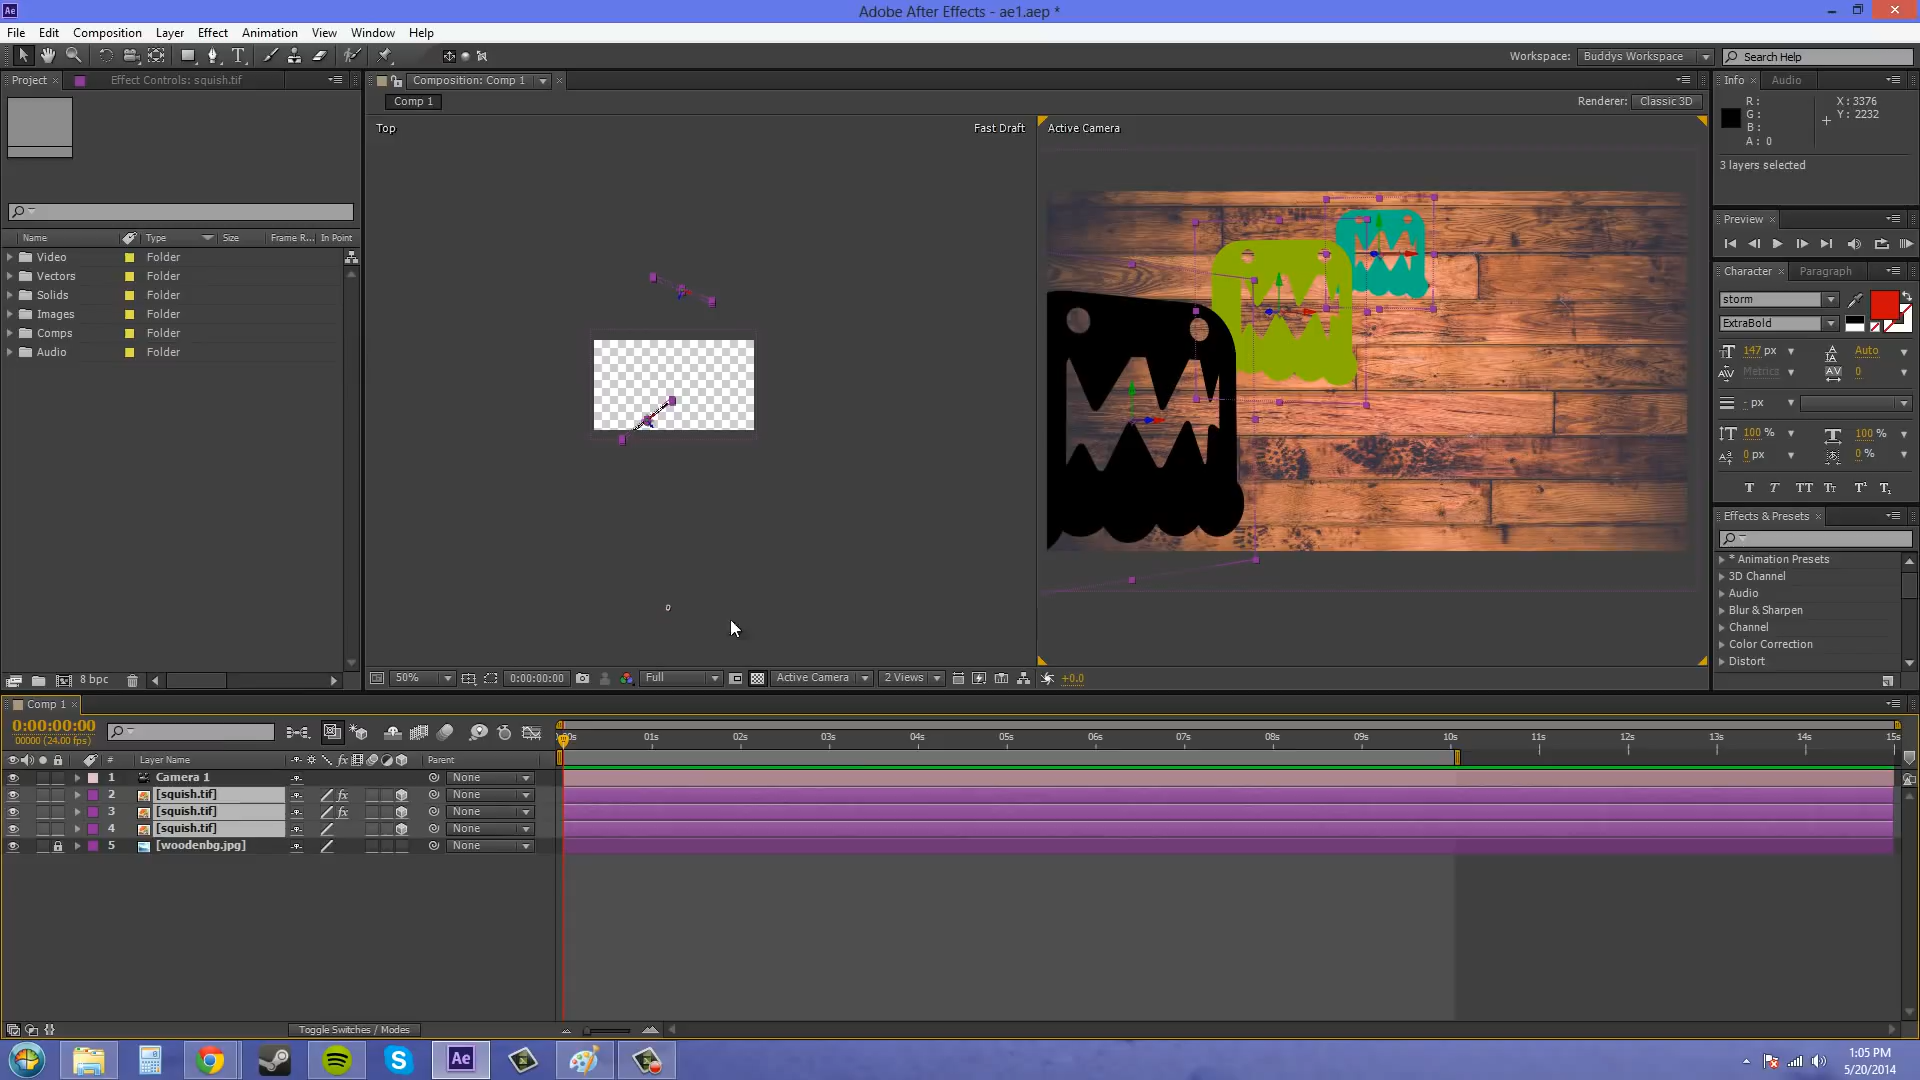 Adobe After Effects - ae1.aep *
File Edit Composition Layer Effect Animation View Window Help
Workspace: Buddys Workspace Search Help
Project Effect Controls: squish.tif
Composition: Comp 1
Info Audio
Comp 1
Renderer: Classic 3D
R: X: 3376
G: Y: 2232
B:
A: 0
Top Fast Draft Active Camera
3 layers selected
Preview
Name Type Size Frame R... In Point
Video Folder
Vectors Folder
Solids Folder
Images Folder
Comps Folder
Audio Folder
Character Paragraph
storm
ExtraBold
147 px Auto
Metrics 0
- px
100 % 100 %
0 px 0 %
T T TT Tt T¹ T₁
Effects & Presets
* Animation Presets
3D Channel
Audio
Blur & Sharpen
Channel
Color Correction
Distort
8 bpc
50% 0:00:00:00 Full Active Camera 2 Views +0.0
Comp 1
0:00:00:00
00000 (24.00 fps)
:00s 01s 02s 03s 04s 05s 06s 07s 08s 09s 10s 11s 12s 13s 14s 15s
# Layer Name Parent
1 Camera 1 None
2 [squish.tif] fx None
3 [squish.tif] fx None
4 [squish.tif] None
5 [woodenbg.jpg] None
Toggle Switches / Modes
Ae
1:05 PM
5/20/2014